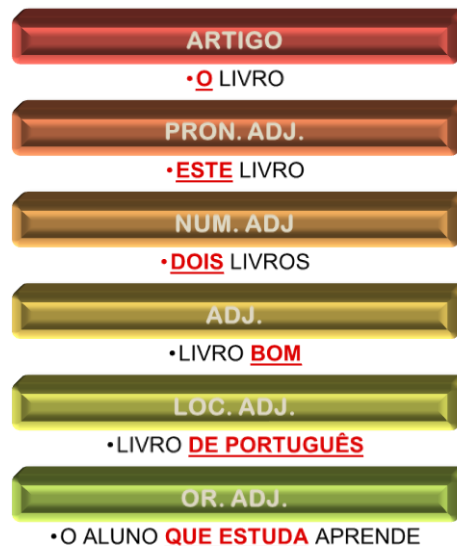 ARTIGO
•O LIVRO
PRON. ADJ.
•ESTE LIVRO
NUM. ADJ
•DOIS LIVROS
ADJ.
•LIVRO BOM
LOC. ADJ.
•LIVRO DE PORTUGUÊS
OR. ADJ.
•O ALUNO QUE ESTUDA APRENDE